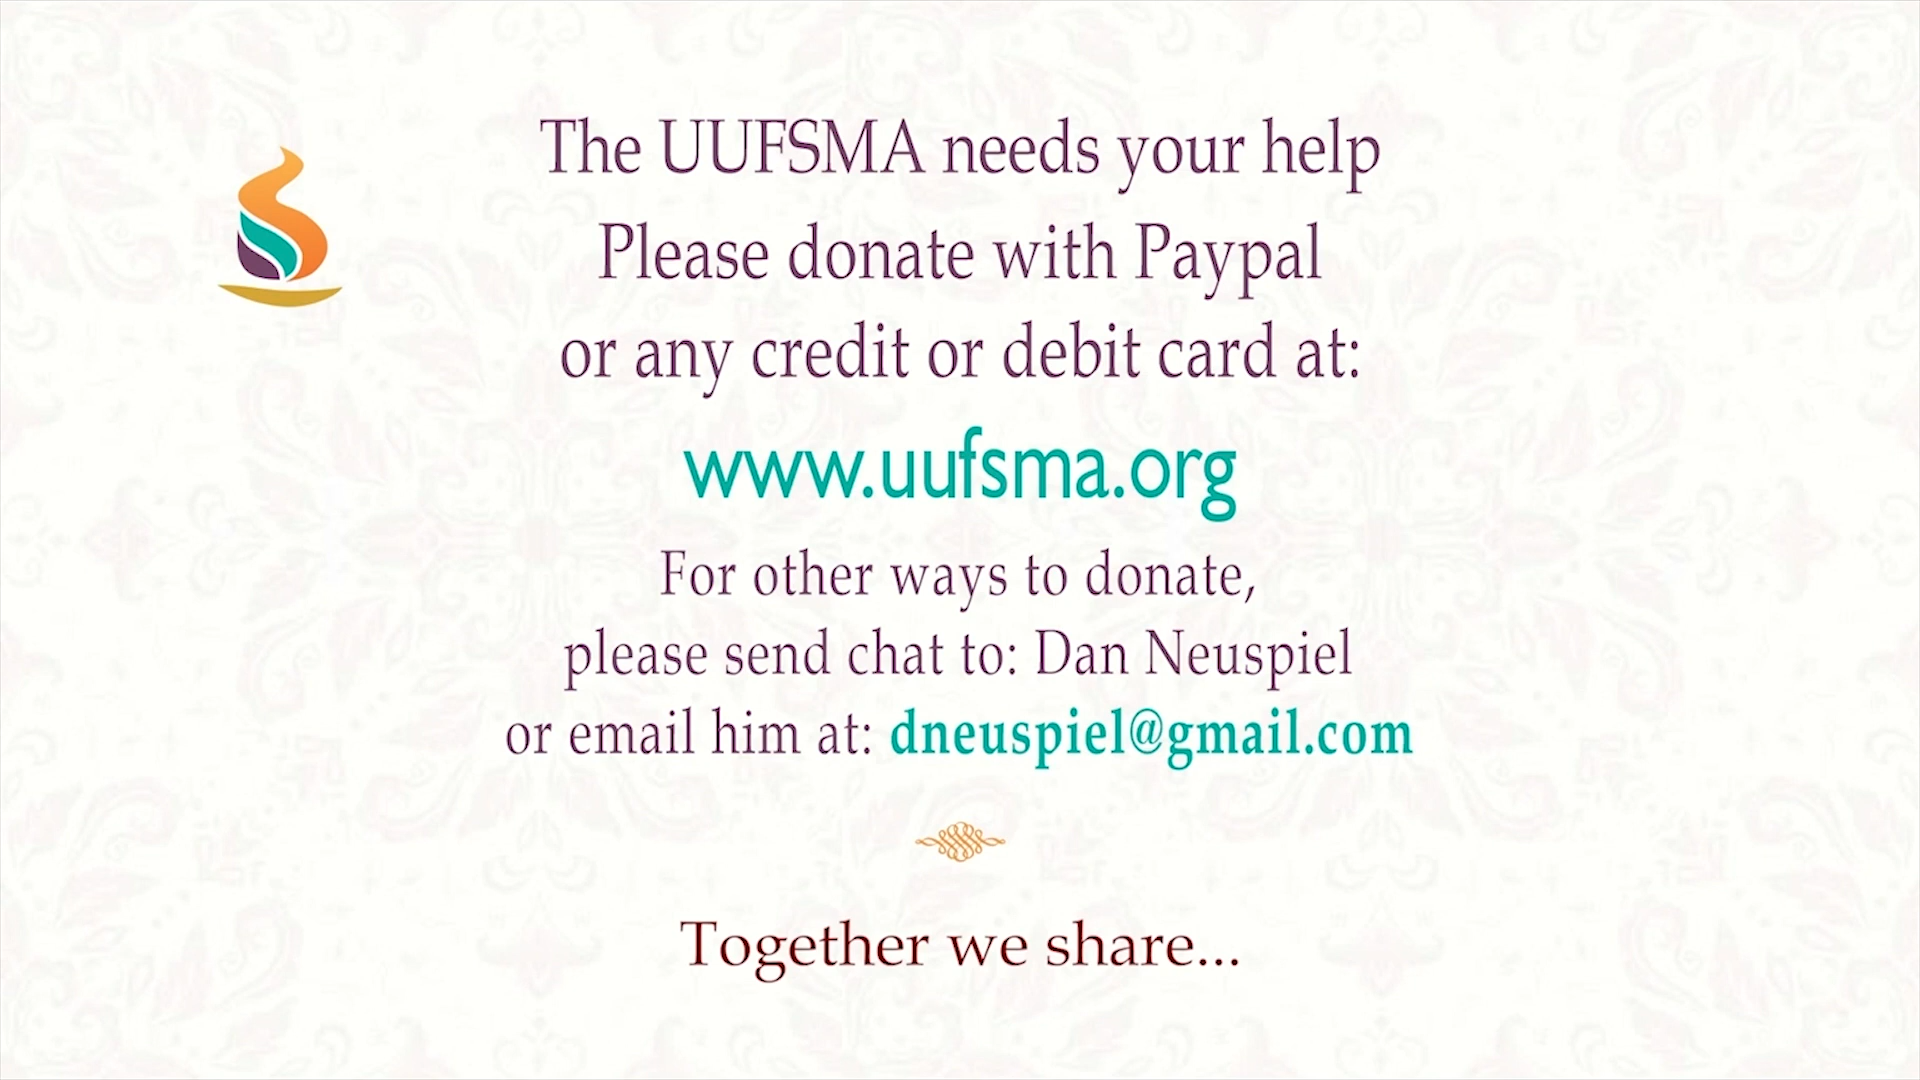 The UUFSMA needs your help
Please donate with Paypal
or any credit or debit card at:
www.uufsma.org
For other ways to donate,
please send chat to: Dan Neuspiel
or email him at: dneuspiel@gmail.com
Together we share...